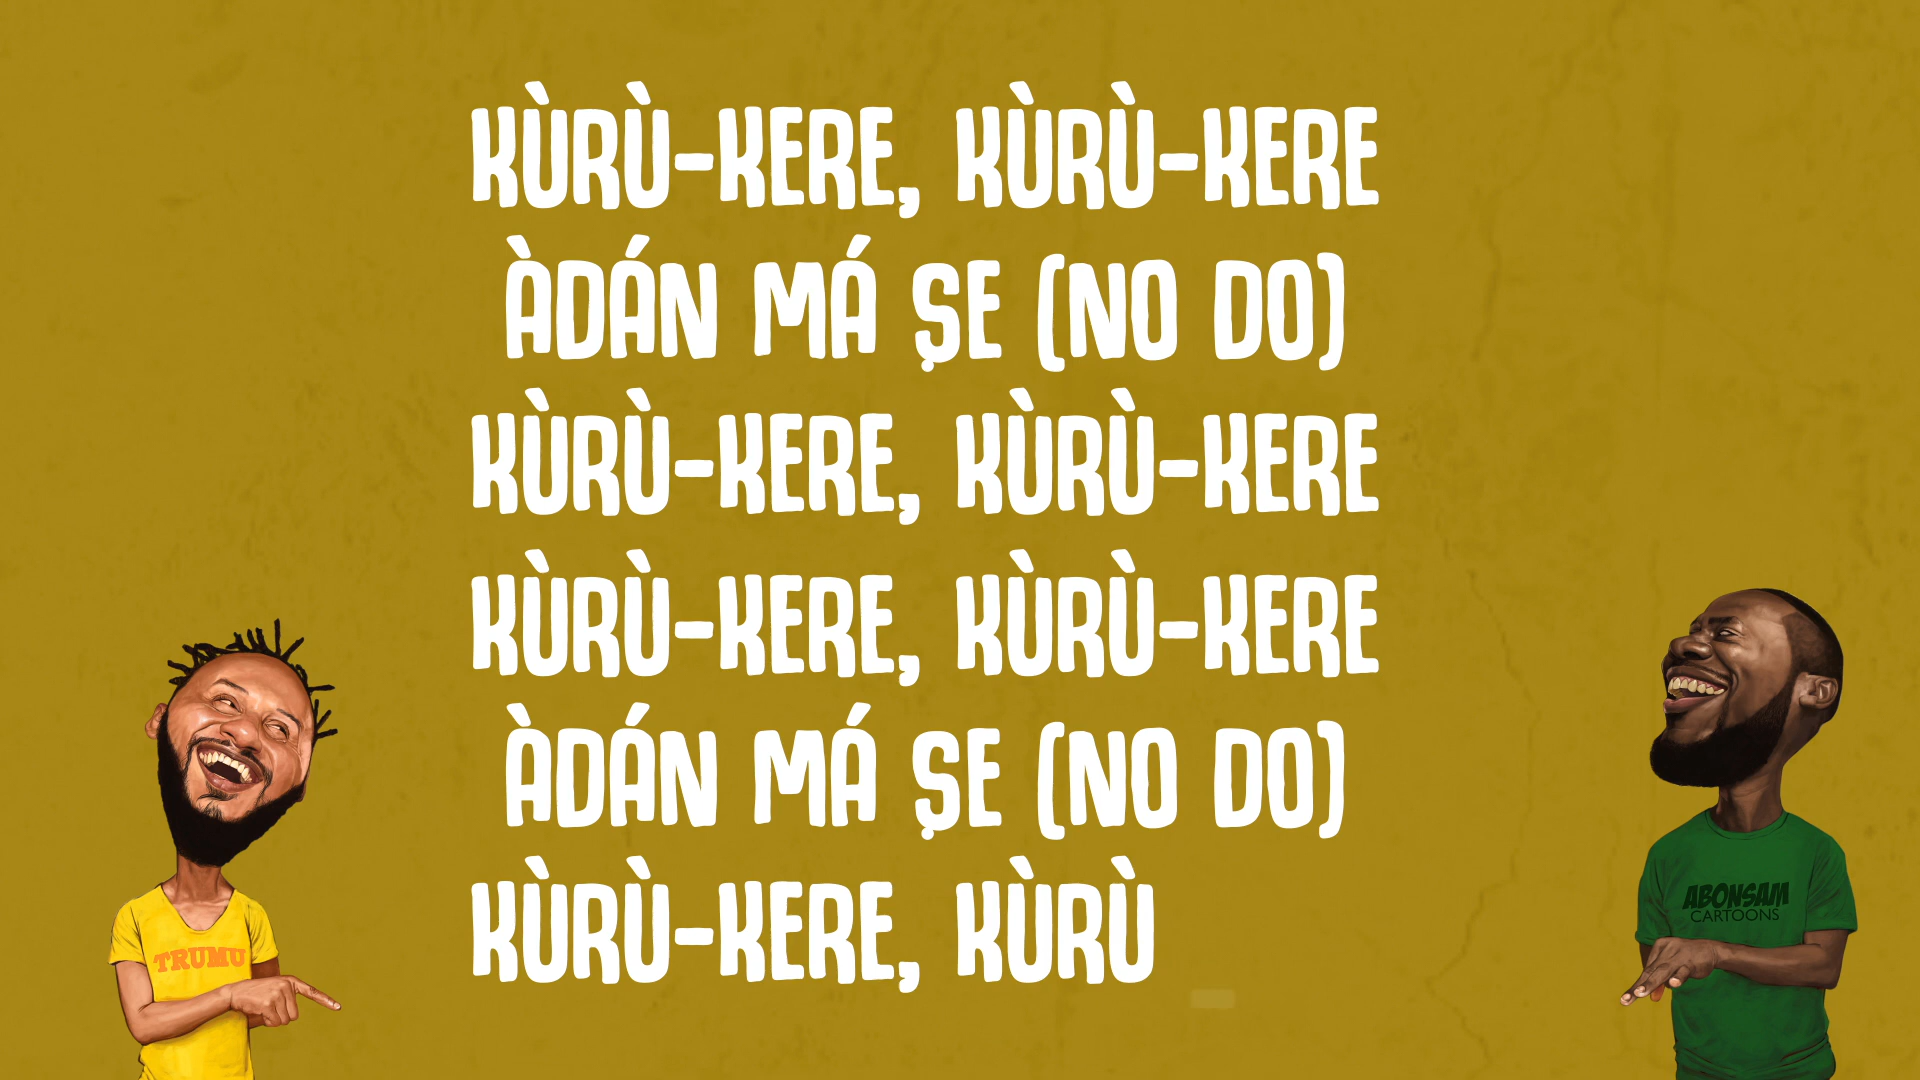 KÙRÙ-KERE, KÙRÙ-KERE
ÀDÁN MÁ ṢE (NO DO)
KÙRÙ-KERE, KÙRÙ-KERE
KÙRÙ-KERE, KÙRÙ-KERE
ÀDÁN MÁ ṢE (NO DO)
KÙRÙ-KERE, KÙRÙ
TRUMU
ABONSAM
CARTOONS